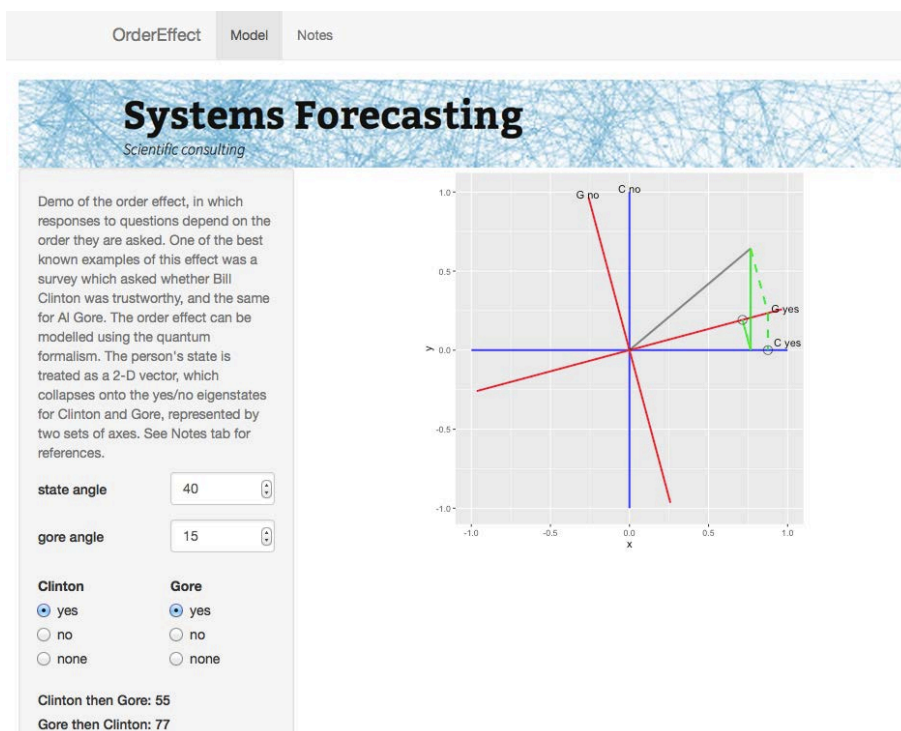 OrderEffect Model Notes
Systems Forecasting
Scientific consulting
Demo of the order effect, in which
responses to questions depend on the
order they are asked. One of the best
known examples of this effect was a
survey which asked whether Bill
Clinton was trustworthy, and the same
for Al Gore. The order effect can be
modelled using the quantum
formalism. The person's state is
treated as a 2-D vector, which
collapses onto the yes/no eigenstates
for Clinton and Gore, represented by
two sets of axes. See Notes tab for
references.
state angle 40
gore angle 15
Clinton Gore
yes yes
no no
none none
Clinton then Gore: 55
Gore then Clinton: 77
G no C no
G yes
C yes
1.0
0.5
0.0
-0.5
-1.0
y
-1.0 -0.5 0.0 0.5 1.0
x